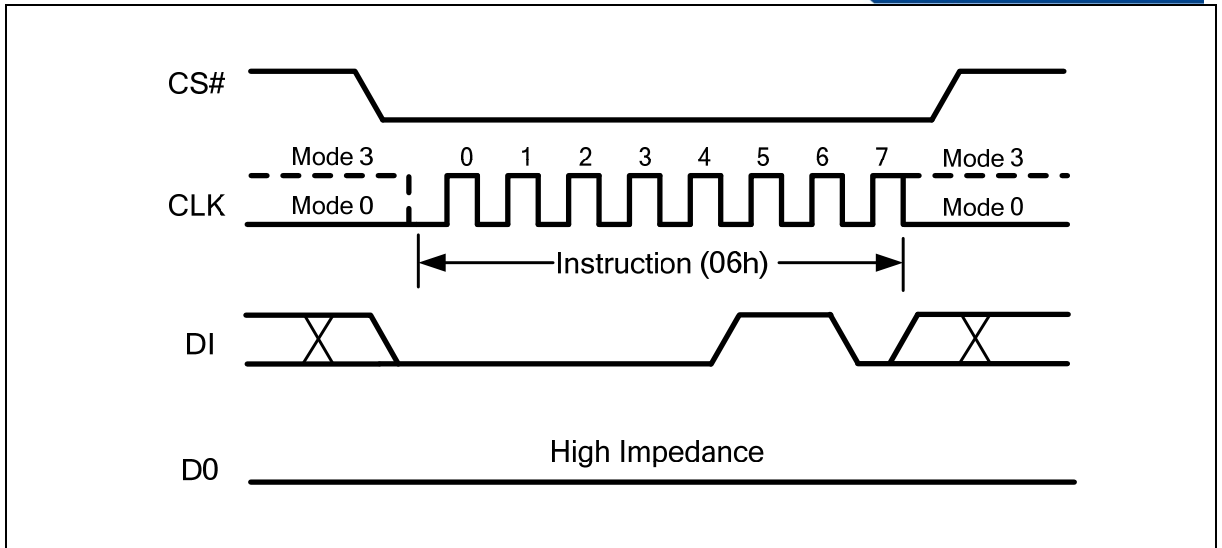 CS#
Mode 3 0 1 2 3 4 5 6 7 Mode 3
CLK Mode 0 Mode 0
Instruction (06h)
DI
High Impedance
D0